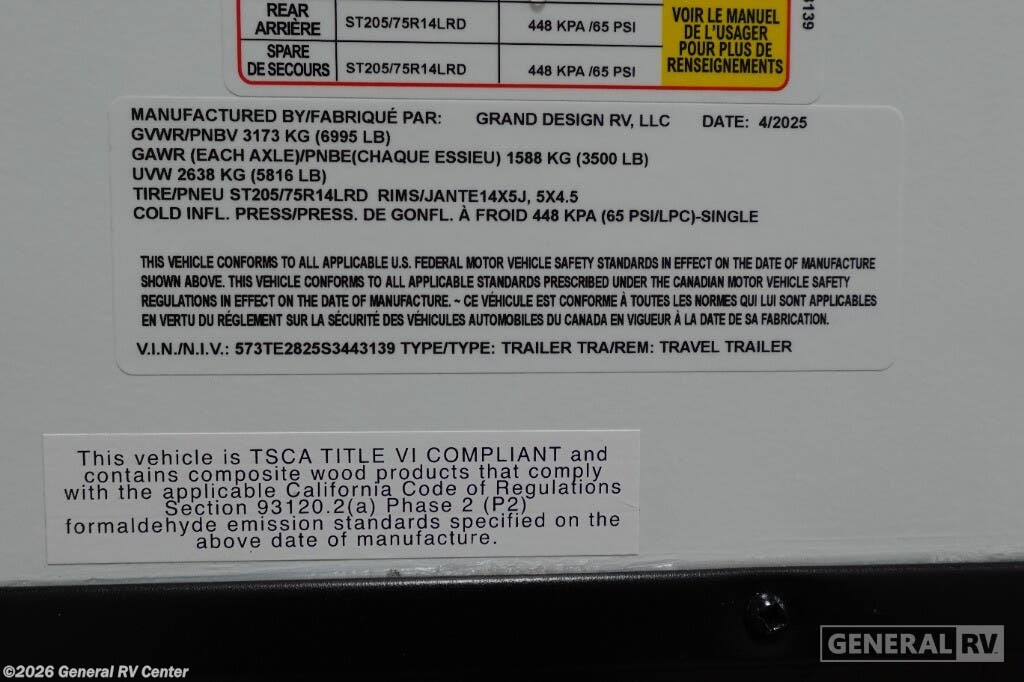 REAR
ARRIÈRE
ST205/75R14LRD
448 KPA /65 PSI
SPARE
DE SECOURS
ST205/75R14LRD
448 KPA /65 PSI
VOIR LE MANUEL
DE L'USAGER
POUR PLUS DE
RENSEIGNEMENTS
3139
MANUFACTURED BY/FABRIQUÉ PAR: GRAND DESIGN RV, LLC DATE: 4/2025
GVWR/PNBV 3173 KG (6995 LB)
GAWR (EACH AXLE)/PNBE(CHAQUE ESSIEU) 1588 KG (3500 LB)
UVW 2638 KG (5816 LB)
TIRE/PNEU ST205/75R14LRD RIMS/JANTE14X5J, 5X4.5
COLD INFL. PRESS/PRESS. DE GONFL. À FROID 448 KPA (65 PSI/LPC)-SINGLE
THIS VEHICLE CONFORMS TO ALL APPLICABLE U.S. FEDERAL MOTOR VEHICLE SAFETY STANDARDS IN EFFECT ON THE DATE OF MANUFACTURE
SHOWN ABOVE. THIS VEHICLE CONFORMS TO ALL APPLICABLE STANDARDS PRESCRIBED UNDER THE CANADIAN MOTOR VEHICLE SAFETY
REGULATIONS IN EFFECT ON THE DATE OF MANUFACTURE. ~ CE VÉHICULE EST CONFORME À TOUTES LES NORMES QUI LUI SONT APPLICABLES
EN VERTU DU RÉGLEMENT SUR LA SÉCURITÉ DES VÉHICULES AUTOMOBILES DU CANADA EN VIGUEUR À LA DATE DE SA FABRICATION.
V.I.N./N.I.V.: 573TE2825S3443139 TYPE/TYPE: TRAILER TRA/REM: TRAVEL TRAILER
This vehicle is TSCA TITLE VI COMPLIANT and
contains composite wood products that comply
with the applicable California Code of Regulations
Section 93120.2(a) Phase 2 (P2)
formaldehyde emission standards specified on the
above date of manufacture.
GENERAL RV
©2026 General RV Center